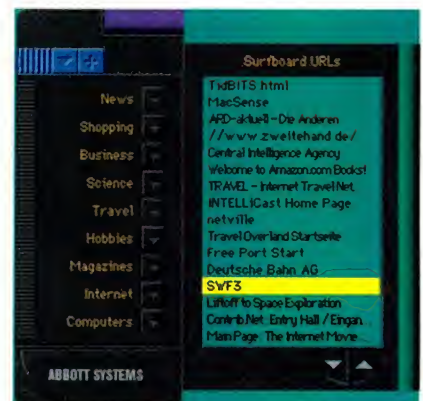 News
Shopping
Business
Science
Travel
Hobbies
Magazines
Internet
Computers
ABBOTT SYSTEMS
Surfboard URLs
TidBITS html
MacSense
ARD-aktuell - Die Anderen
//www.zweitehand.de/
Central Intelligence Agency
Welcome to Amazon.com Books!
TRAVEL - Internet Travel Net.
INTELLiCast Home Page
netville
Travel Overland Startseite
Free Port Start
Deutsche Bahn AG
SWF3
Liftoff to Space Exploration
Contrib.Net: Entry Hall / Eingan...
Main Page: The Internet Movie...